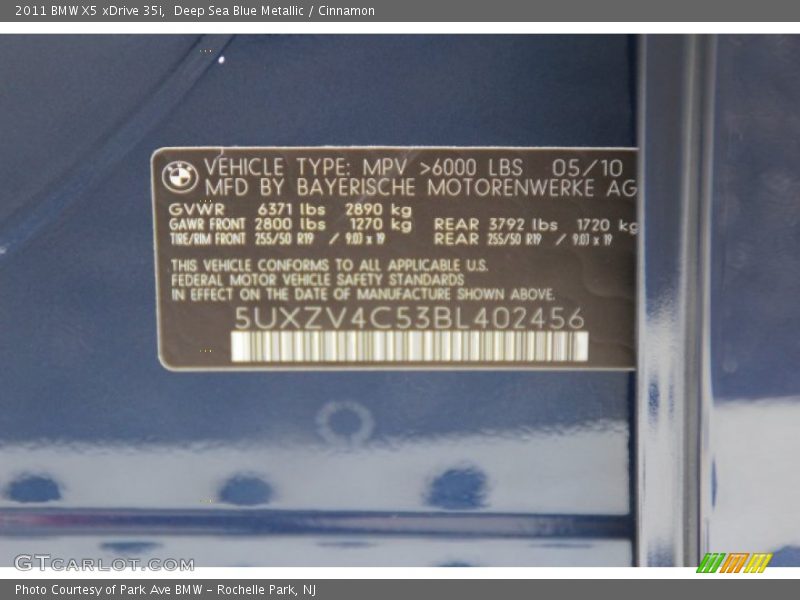 2011 BMW X5 xDrive 35i,  Deep Sea Blue Metallic / Cinnamon
VEHICLE TYPE: MPV >6000 LBS 05/10
MFD BY BAYERISCHE MOTORENWERKE AG
GVWR 6371 lbs 2890 kg
GAWR FRONT 2800 lbs 1270 kg REAR 3792 lbs 1720 kg
TIRE/RIM FRONT 255/50 R19 / 9.0J x 19 REAR 255/50 R19 / 9.0J x 19
THIS VEHICLE CONFORMS TO ALL APPLICABLE U.S.
FEDERAL MOTOR VEHICLE SAFETY STANDARDS
IN EFFECT ON THE DATE OF MANUFACTURE SHOWN ABOVE.
5UXZV4C53BL402456
GTCARLOT.COM
Photo Courtesy of Park Ave BMW - Rochelle Park, NJ